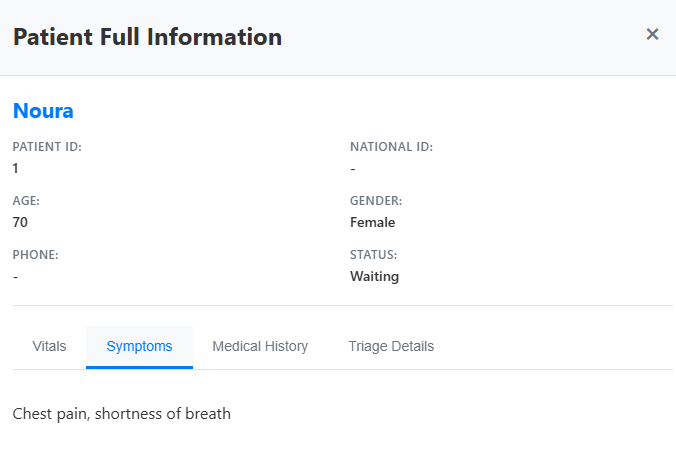 Patient Full Information ×
Noura
PATIENT ID: NATIONAL ID:
1 -
AGE: GENDER:
70 Female
PHONE: STATUS:
- Waiting
Vitals Symptoms Medical History Triage Details
Chest pain, shortness of breath